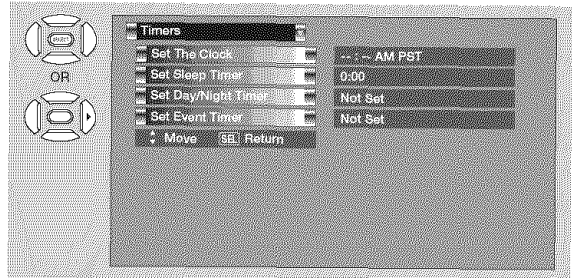 Timers
Set The Clock -- : -- AM PST
OR
Set Sleep Timer 0:00
Set Day/Night Timer Not Set
Set Event Timer Not Set
Move SEL Return